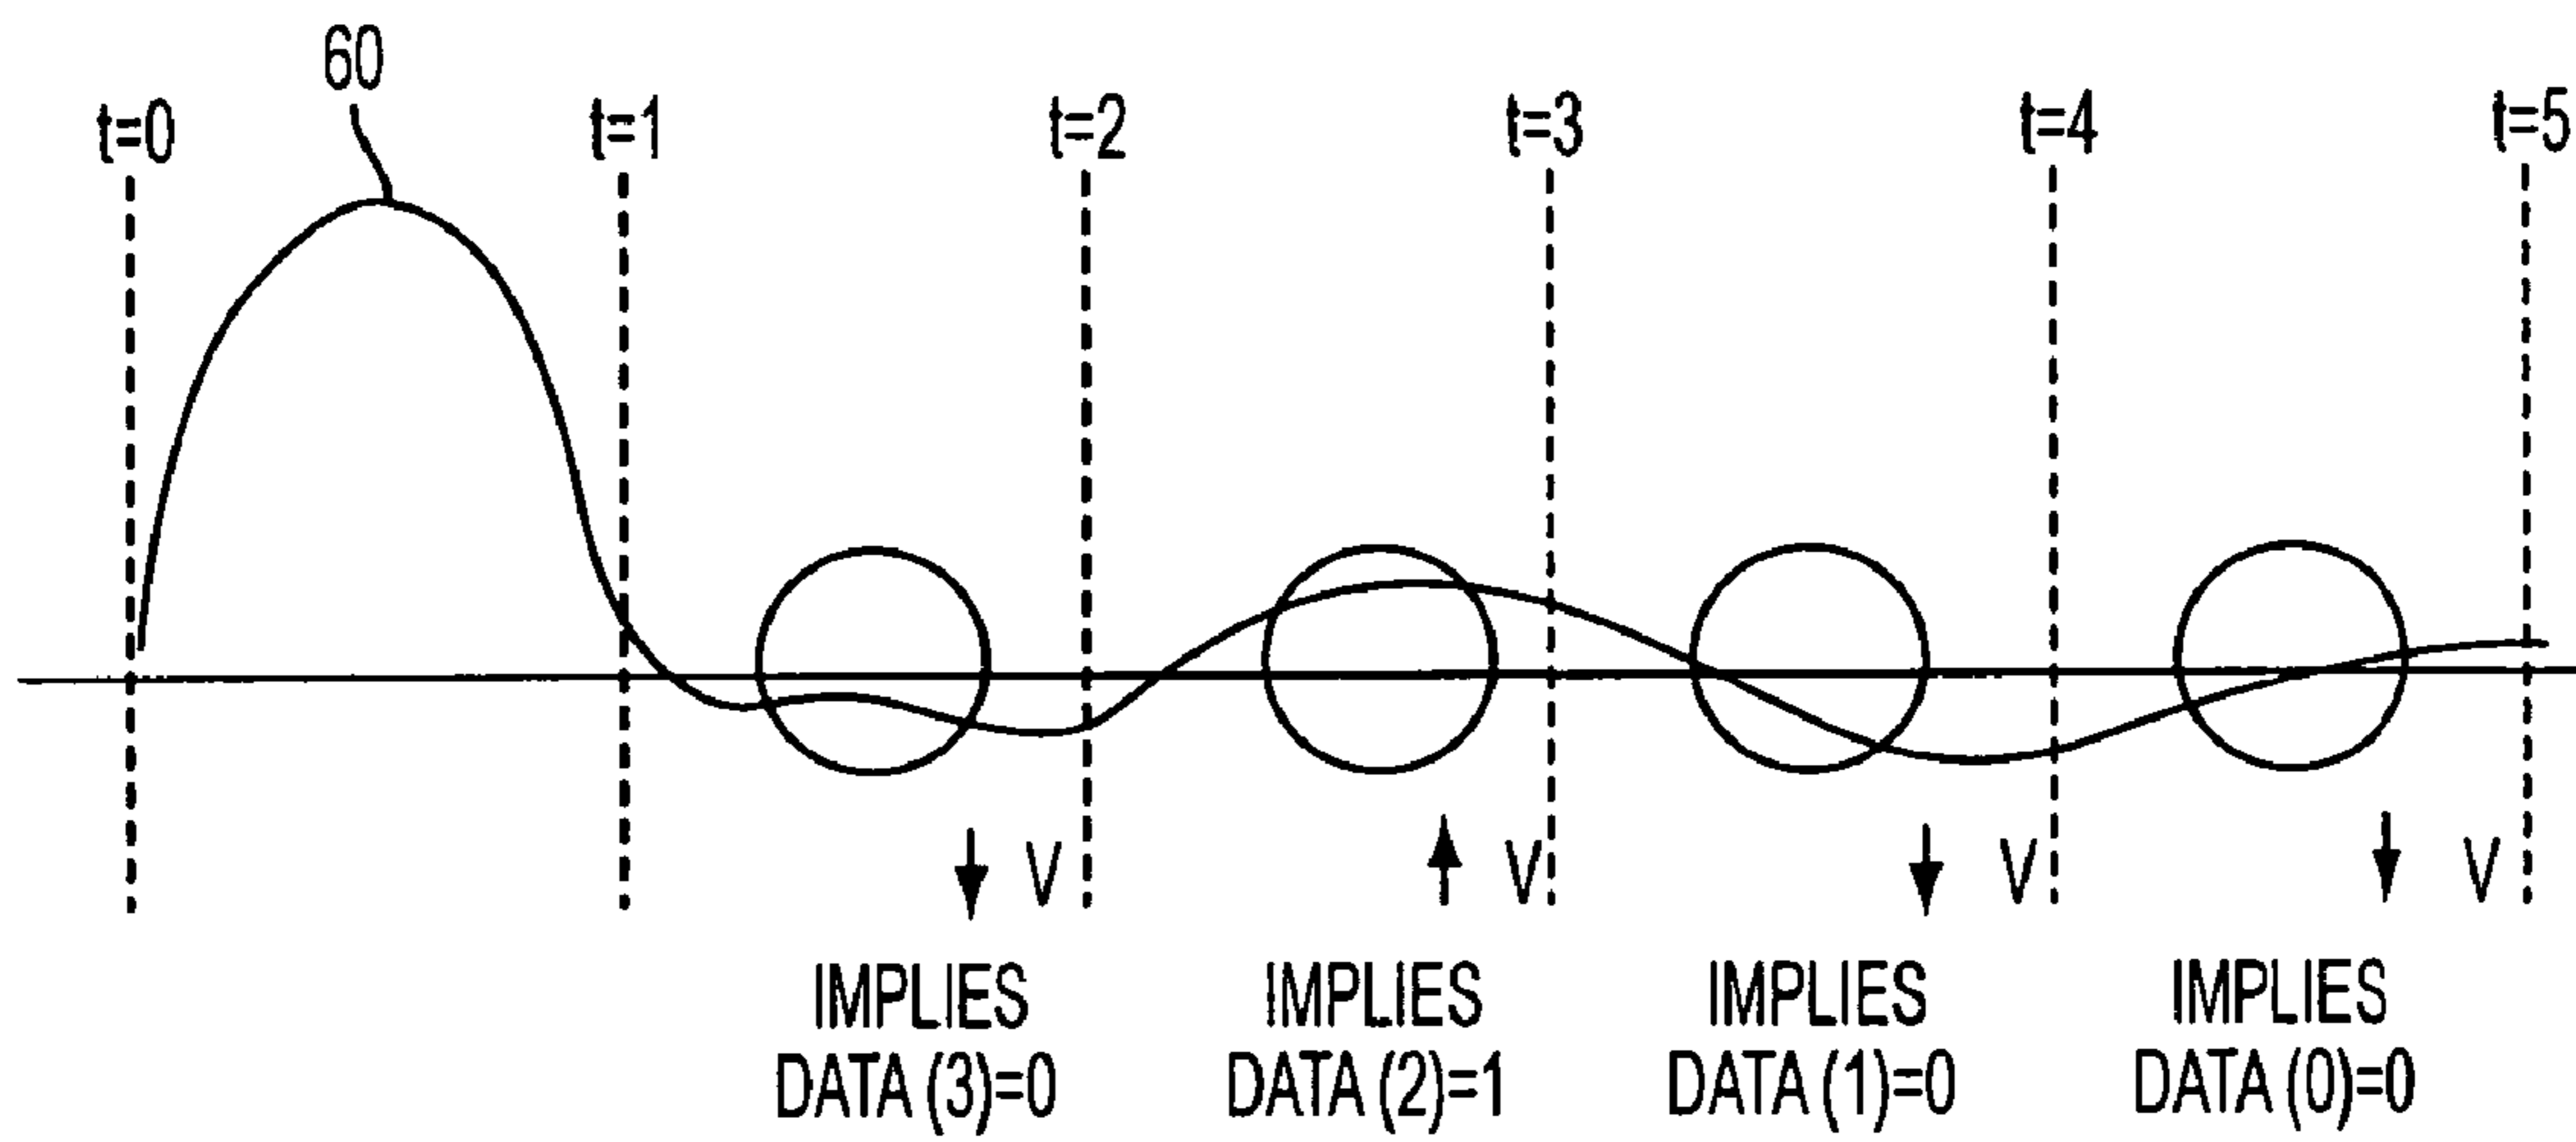 60
t=0 t=1 t=2 t=3 t=4 t=5
V V V V
IMPLIES IMPLIES IMPLIES IMPLIES
DATA (3)=0 DATA (2)=1 DATA (1)=0 DATA (0)=0